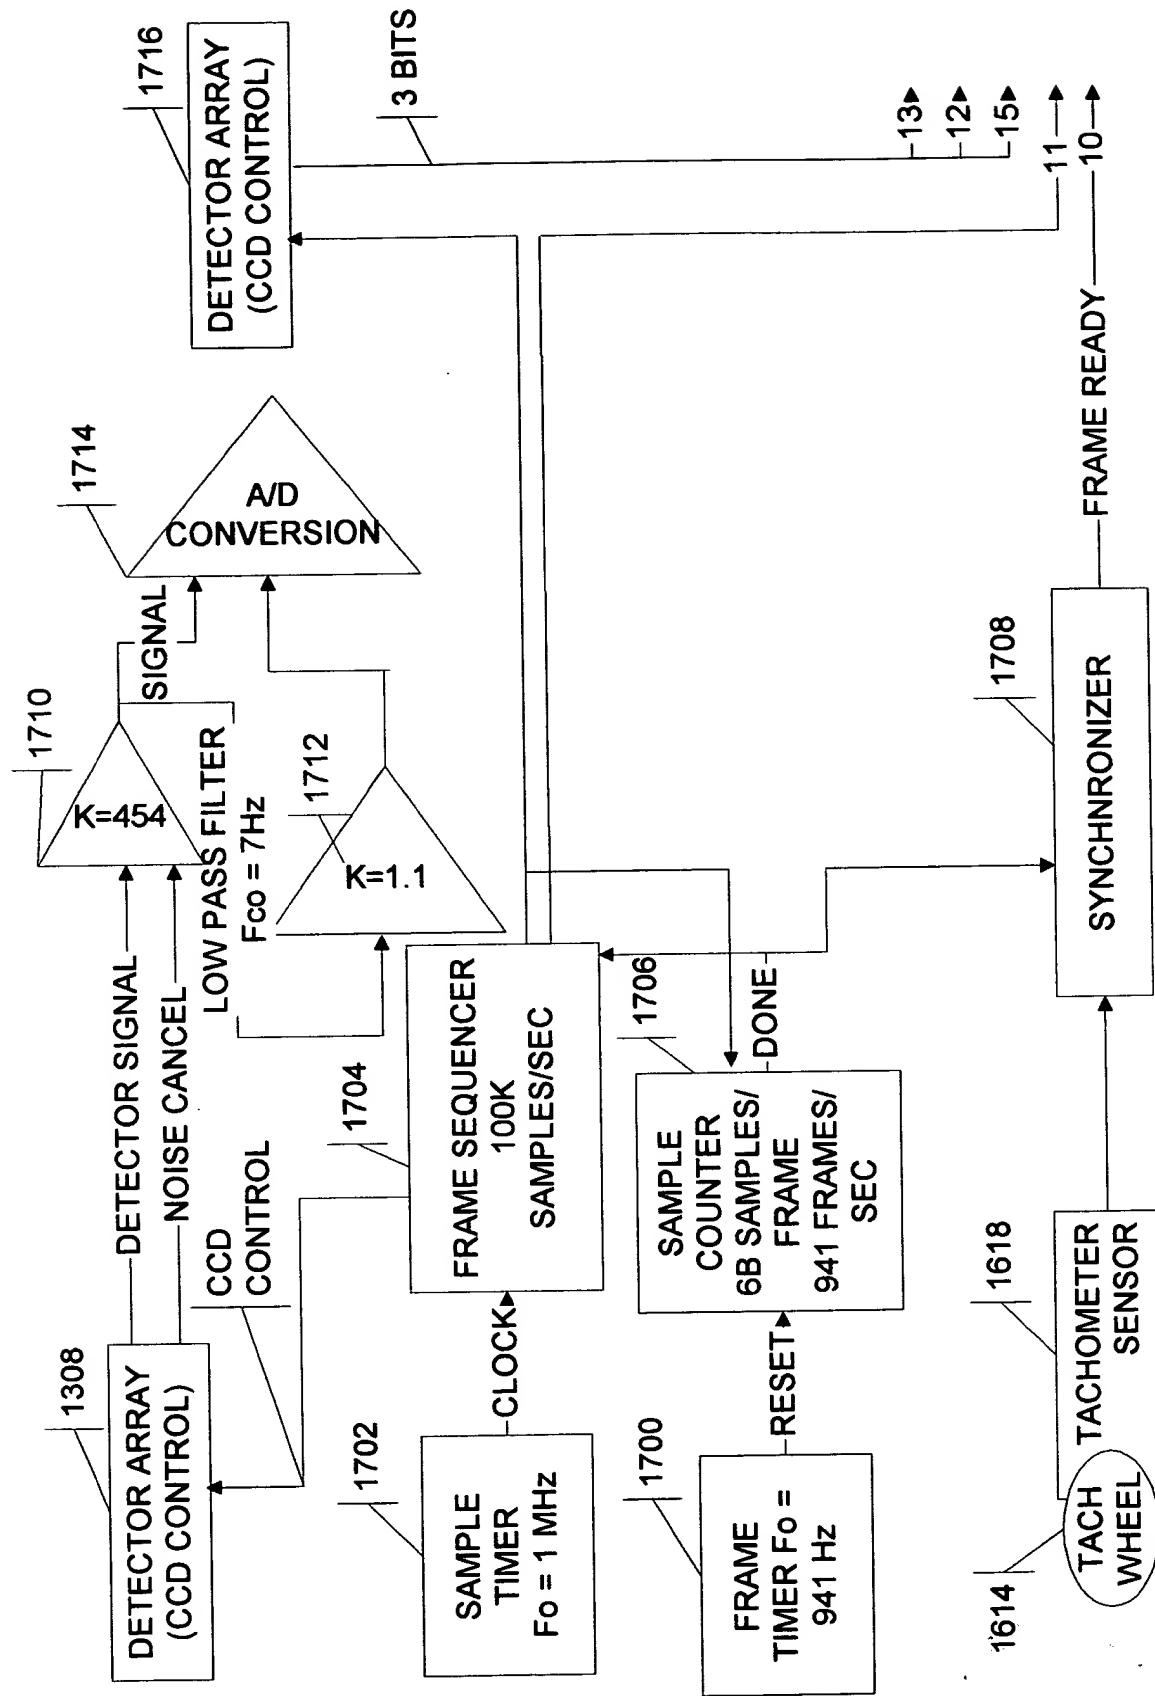 1308
DETECTOR ARRAY
(CCD CONTROL)
DETECTOR SIGNAL
NOISE CANCEL
CCD
CONTROL
1710
K=454
SIGNAL
LOW PASS FILTER
Fco = 7Hz
1712
K=1.1
1714
A/D
CONVERSION
1716
DETECTOR ARRAY
(CCD CONTROL)
3 BITS
1702
SAMPLE
TIMER
Fo = 1 MHz
CLOCK
1704
FRAME SEQUENCER
100K
SAMPLES/SEC
1700
FRAME
TIMER Fo =
941 Hz
RESET
1706
SAMPLE
COUNTER
6B SAMPLES/
FRAME
941 FRAMES/
SEC
DONE
13
12
15
11
10
1614
TACH
WHEEL
1618
TACHOMETER
SENSOR
1708
SYNCHRONIZER
FRAME READY